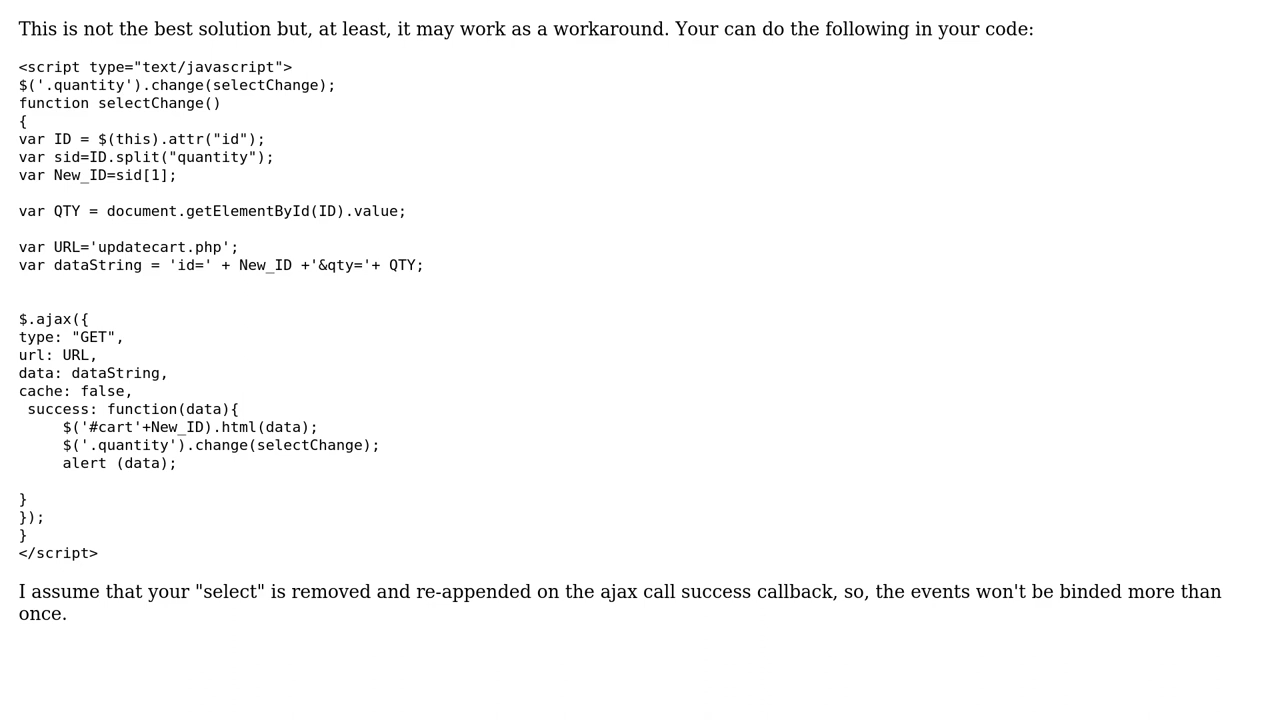 This is not the best solution but, at least, it may work as a workaround. Your can do the following in your code:
<script type="text/javascript">
$('.quantity').change(selectChange);
function selectChange()
{
var ID = $(this).attr("id");
var sid=ID.split("quantity");
var New_ID=sid[1];
var QTY = document.getElementById(ID).value;
var URL='updatecart.php';
var dataString = 'id=' + New_ID +'&qty='+ QTY;
$.ajax({
type: "GET",
url: URL,
data: dataString,
cache: false,
 success: function(data){
     $('#cart'+New_ID).html(data);
     $('.quantity').change(selectChange);
     alert (data);
}
});
}
</script>
I assume that your "select" is removed and re-appended on the ajax call success callback, so, the events won't be binded more than
once.